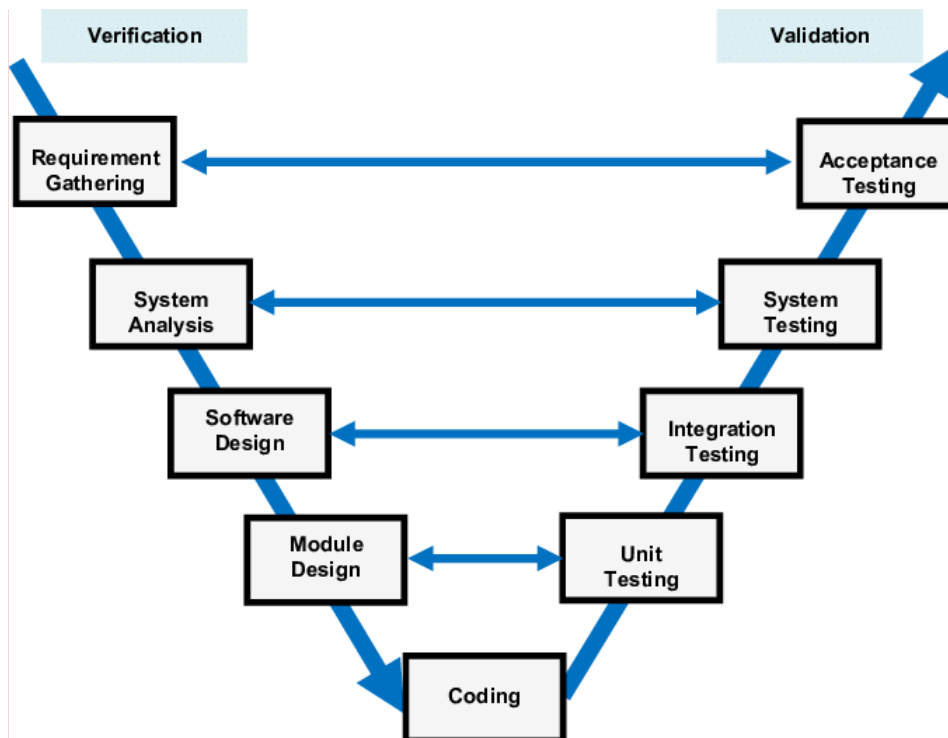 Verification
Validation
Requirement
Gathering
Acceptance
Testing
System
Analysis
System
Testing
Software
Design
Integration
Testing
Module
Design
Unit
Testing
Coding